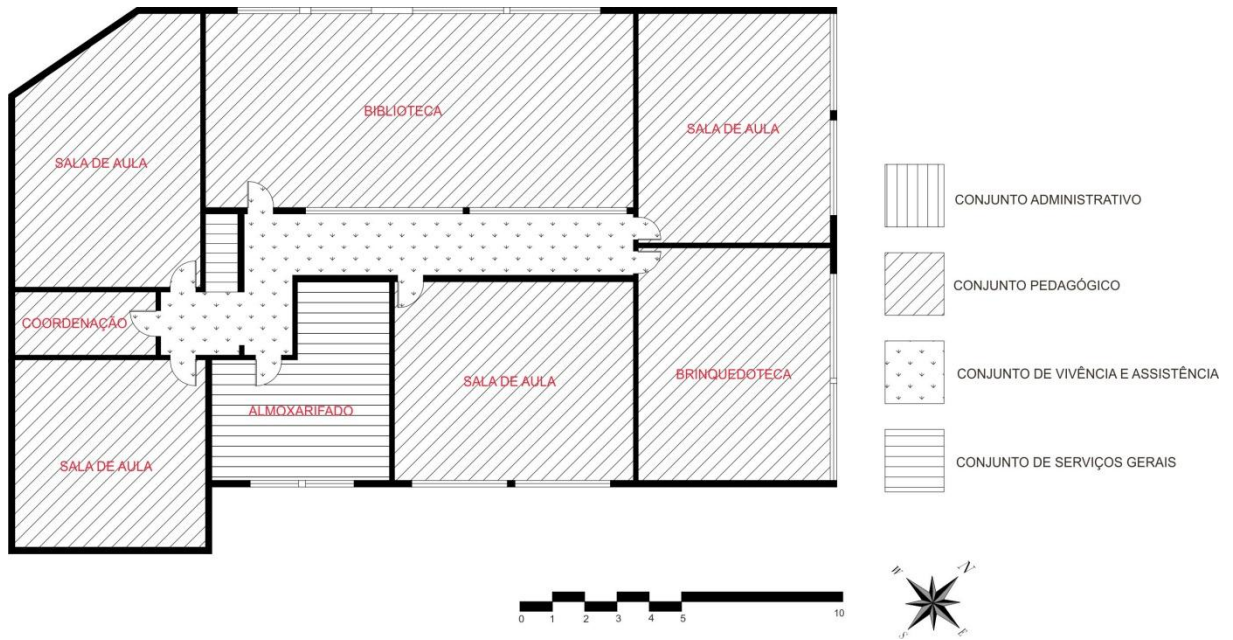 BIBLIOTECA
SALA DE AULA
SALA DE AULA
COORDENAÇÃO
SALA DE AULA
BRINQUEDOTECA
ALMOXARIFADO
SALA DE AULA
CONJUNTO ADMINISTRATIVO
CONJUNTO PEDAGÓGICO
CONJUNTO DE VIVÊNCIA E ASSISTÊNCIA
CONJUNTO DE SERVIÇOS GERAIS
0 1 2 3 4 5 10
W N
S E